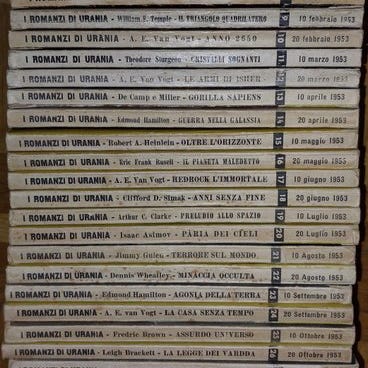 I ROMANZI DI URANIA - William F. Temple - IL TRIANGOLO QUADRILATERO 9 10 febbraio 1953
I ROMANZI DI URANIA - A. E. Van Vogt - ANNO 2650 10 20 febbraio 1953
I ROMANZI DI URANIA - Theodore Sturgeon - CRISTALLI SOGNANTI 11 10 marzo 1953
I ROMANZI DI URANIA - A. E. Van Vogt - LE ARMI DI ISHER 12 20 marzo 1953
I ROMANZI DI URANIA - De Camp e Miller - GORILLA SAPIENS 13 10 aprile 1953
I ROMANZI DI URANIA - Edmond Hamilton - GUERRA NELLA GALASSIA 14 20 aprile 1953
I ROMANZI DI URANIA - Robert A. Heinlein - OLTRE L'ORIZZONTE 15 10 maggio 1953
I ROMANZI DI URANIA - Eric Frank Russell - IL PIANETA MALEDETTO 16 20 maggio 1953
I ROMANZI DI URANIA - A. E. Van Vogt - HEDROCK L'IMMORTALE 17 10 giugno 1953
I ROMANZI DI URANIA - Clifford D. Simak - ANNI SENZA FINE 18 20 giugno 1953
I ROMANZI DI URANIA - Arthur C. Clarke - PRELUDIO ALLO SPAZIO 19 10 Luglio 1953
I ROMANZI DI URANIA - Isaac Asimov - PARIA DEI CIELI 20 20 Luglio 1953
I ROMANZI DI URANIA - Jimmy Guieu - TERRORE SUL MONDO 21 10 Agosto 1953
I ROMANZI DI URANIA - Dennis Wheatley - MINACCIA OCCULTA 22 20 Agosto 1953
I ROMANZI DI URANIA - Edmond Hamilton - AGONIA DELLA TERRA 23 10 Settembre 1953
I ROMANZI DI URANIA - A. E. van Vogt - LA CASA SENZA TEMPO 24 20 Settembre 1953
I ROMANZI DI URANIA - Fredric Brown - ASSURDO UNIVERSO 25 10 Ottobre 1953
I ROMANZI DI URANIA - Leigh Brackett - LA LEGGE DEI VARDDA 26 20 Ottobre 1953